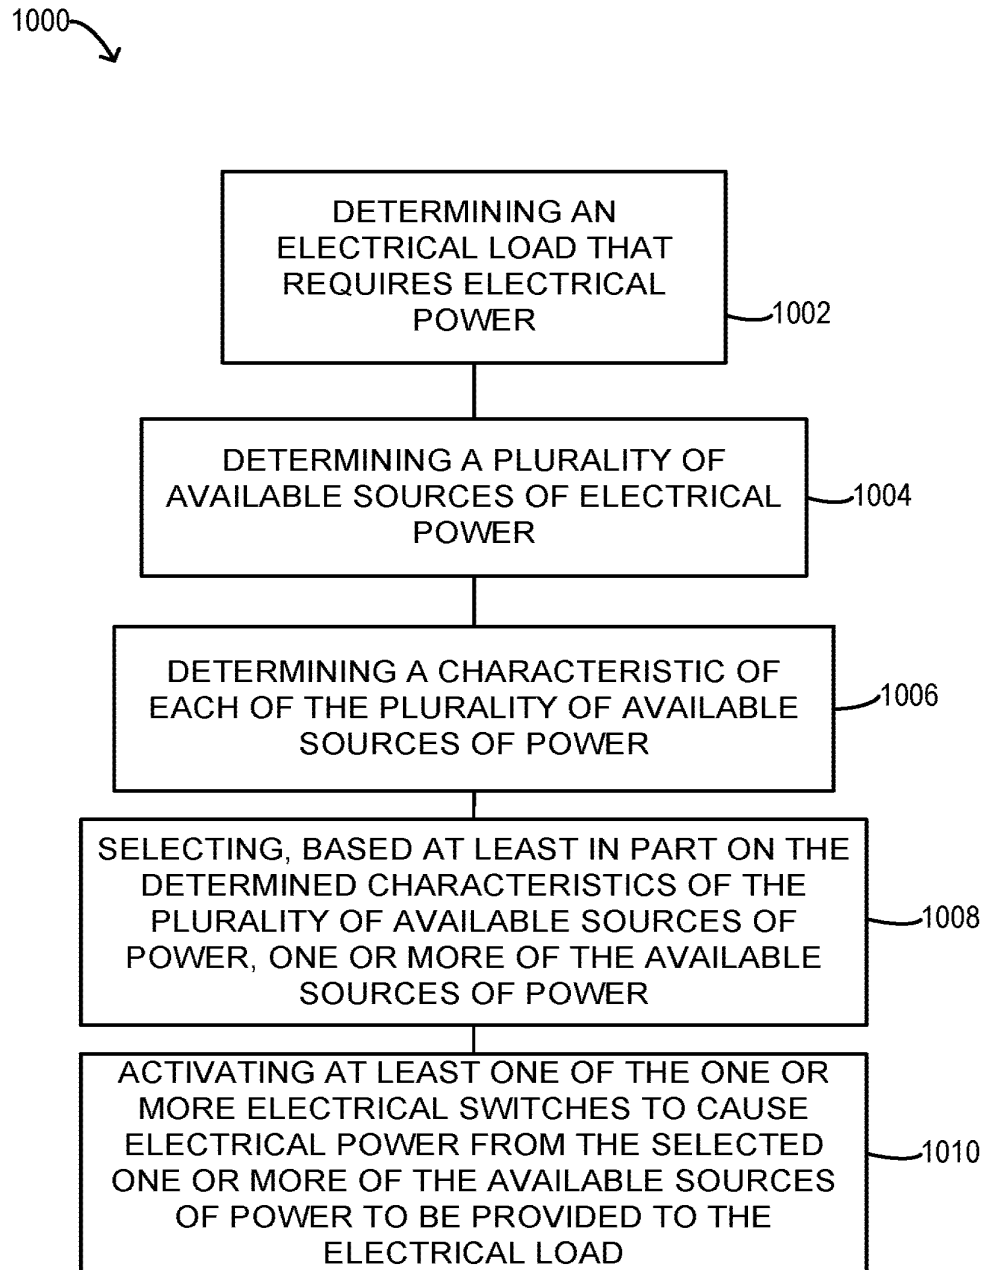 1000
DETERMINING AN
ELECTRICAL LOAD THAT
REQUIRES ELECTRICAL
POWER
1002
DETERMINING A PLURALITY OF
AVAILABLE SOURCES OF ELECTRICAL
POWER
1004
DETERMINING A CHARACTERISTIC OF
EACH OF THE PLURALITY OF AVAILABLE
SOURCES OF POWER
1006
SELECTING, BASED AT LEAST IN PART ON THE
DETERMINED CHARACTERISTICS OF THE
PLURALITY OF AVAILABLE SOURCES OF
POWER, ONE OR MORE OF THE AVAILABLE
SOURCES OF POWER
1008
ACTIVATING AT LEAST ONE OF THE ONE OR
MORE ELECTRICAL SWITCHES TO CAUSE
ELECTRICAL POWER FROM THE SELECTED
ONE OR MORE OF THE AVAILABLE SOURCES
OF POWER TO BE PROVIDED TO THE
ELECTRICAL LOAD
1010